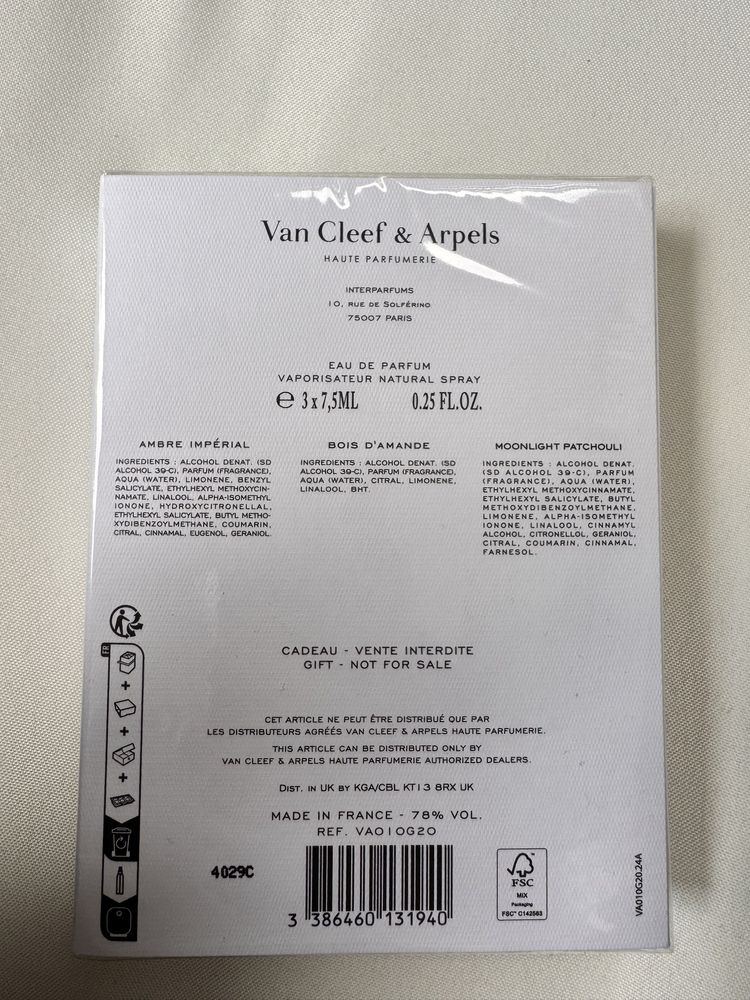 Van Cleef & Arpels
HAUTE PARFUMERIE
INTERPARFUMS
10, RUE DE SOLFÉRINO
75007 PARIS
EAU DE PARFUM
VAPORISATEUR NATURAL SPRAY
℮ 3 x 7,5ML 0.25 FL.OZ.
AMBRE IMPÉRIAL
INGREDIENTS : ALCOHOL DENAT. (SD
ALCOHOL 39-C), PARFUM (FRAGRANCE),
AQUA (WATER), LIMONENE, BENZYL
SALICYLATE, ETHYLHEXYL METHOXYCIN-
NAMATE, LINALOOL, ALPHA-ISOMETHYL
IONONE, HYDROXYCITRONELLAL,
ETHYLHEXYL SALICYLATE, BUTYL METHO-
XYDIBENZOYLMETHANE, COUMARIN,
CITRAL, CINNAMAL, EUGENOL, GERANIOL.
BOIS D'AMANDE
INGREDIENTS : ALCOHOL DENAT. (SD
ALCOHOL 39-C), PARFUM (FRAGRANCE),
AQUA (WATER), CITRAL, LIMONENE,
LINALOOL, BHT.
MOONLIGHT PATCHOULI
INGREDIENTS : ALCOHOL DENAT.
(SD ALCOHOL 39-C), PARFUM
(FRAGRANCE), AQUA (WATER),
ETHYLHEXYL METHOXYCINNAMATE,
ETHYLHEXYL SALICYLATE, BUTYL
METHOXYDIBENZOYLMETHANE,
LIMONENE, ALPHA-ISOMETHYL
IONONE, LINALOOL, CINNAMYL
ALCOHOL, CITRONELLOL, GERANIOL,
CITRAL, COUMARIN, CINNAMAL,
FARNESOL.
FR
CADEAU - VENTE INTERDITE
GIFT - NOT FOR SALE
CET ARTICLE NE PEUT ÊTRE DISTRIBUÉ QUE PAR
LES DISTRIBUTEURS AGRÉÉS VAN CLEEF & ARPELS HAUTE PARFUMERIE.
THIS ARTICLE CAN BE DISTRIBUTED ONLY BY
VAN CLEEF & ARPELS HAUTE PARFUMERIE AUTHORIZED DEALERS.
DIST. IN UK BY KGA/CBL KT13 8RX UK
MADE IN FRANCE - 78% VOL.
REF. VA010G20
4029C
3 386460 131940
FSC
MIX
Packaging
FSC® C142563
VA010G20.24A